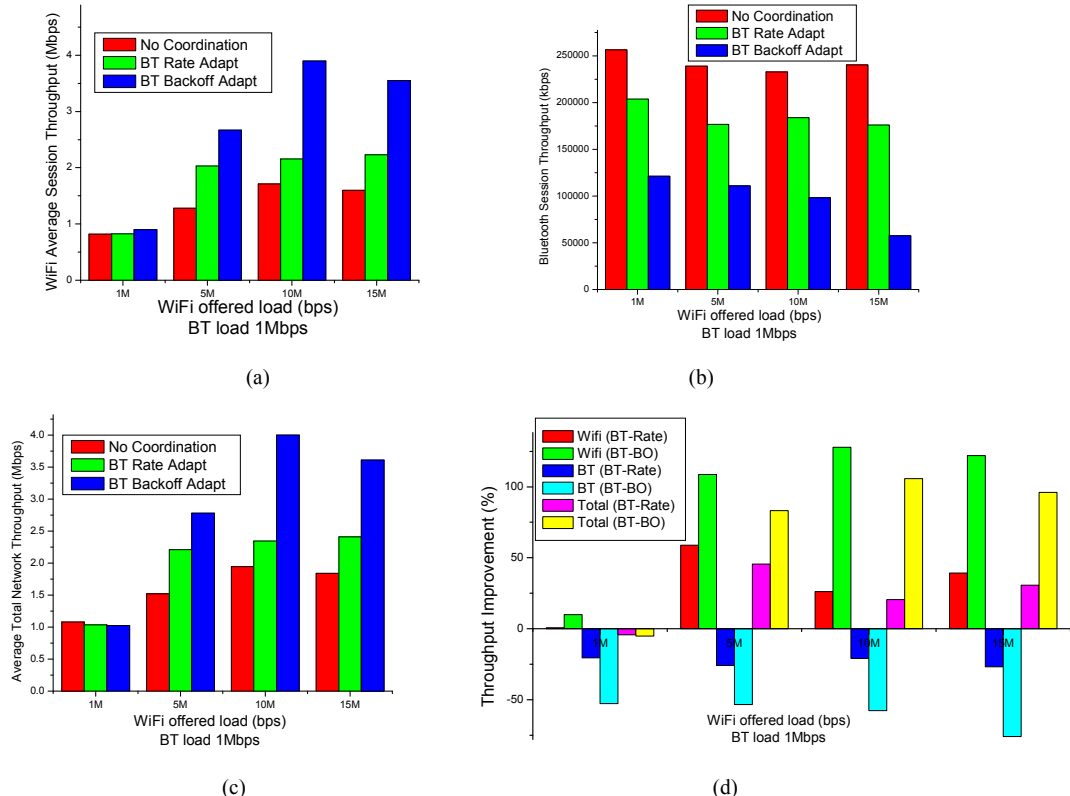 WiFi Average Session Throughput (Mbps)
4
3
2
1
0
No Coordination
BT Rate Adapt
BT Backoff Adapt
1M 5M 10M 15M
WiFi offered load (bps)
BT load 1Mbps
(a)
Bluetooth Session Throughput (kbps)
250000
200000
150000
100000
50000
0
No Coordination
BT Rate Adapt
BT Backoff Adapt
1M 5M 10M 15M
WiFi offered load (bps)
BT load 1Mbps
(b)
Average Total Network Throughput (Mbps)
4.0
3.5
3.0
2.5
2.0
1.5
1.0
0.5
0.0
No Coordination
BT Rate Adapt
BT Backoff Adapt
1M 5M 10M 15M
WiFi offered load (bps)
BT load 1Mbps
(c)
Throughput Improvement (%)
100
50
0
-50
Wifi (BT-Rate)
Wifi (BT-BO)
BT (BT-Rate)
BT (BT-BO)
Total (BT-Rate)
Total (BT-BO)
1M 5M 10M 15M
WiFi offered load (bps)
BT load 1Mbps
(d)